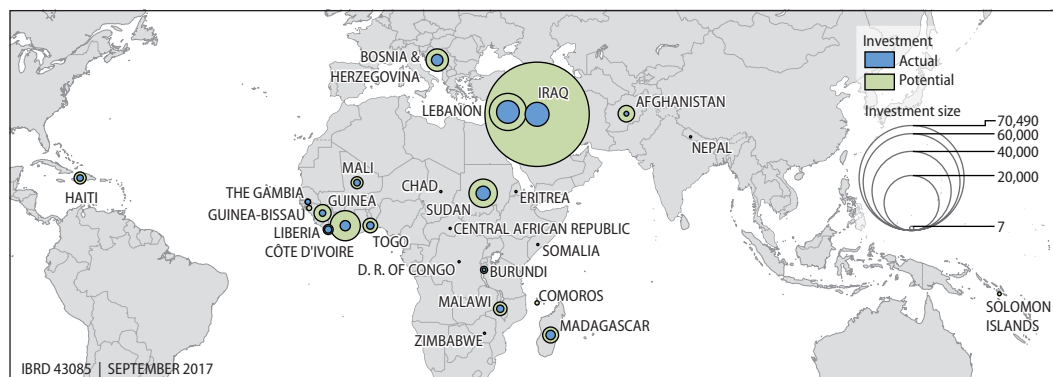 BOSNIA &
HERZEGOVINA
LEBANON
IRAQ
AFGHANISTAN
NEPAL
HAITI
MALI
THE GÀMBIA
GUINEA
GUINEA-BISSAU
LIBERIA
CÔTE D'IVOIRE
TOGO
CHAD
SUDAN
ERITREA
CENTRAL AFRICAN REPUBLIC
SOMALIA
D. R. OF CONGO
BURUNDI
MALAWI
COMOROS
ZIMBABWE
MADAGASCAR
SOLOMON
ISLANDS
Investment
Actual
Potential
Investment size
70,490
60,000
40,000
20,000
7
IBRD 43085 | SEPTEMBER 2017